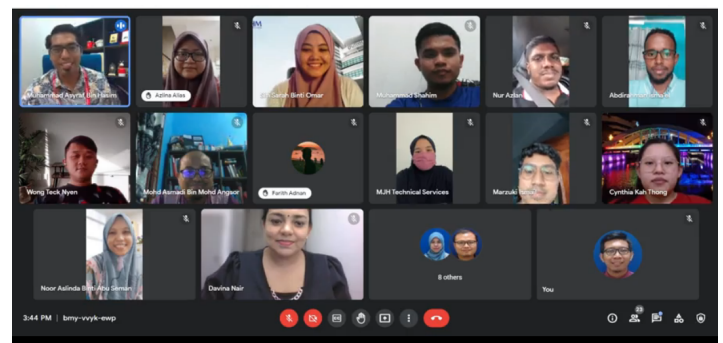 Muhammad Asyraf Bin Hasim
Azlina Alias
Sarah Binti Omar
Muhammad Shahim
Nur Azlan
Wong Teck Nyen
Mohd Asmadi Bin Mohd Angsor
Farith Adnan
MJH Technical Services
Marzuki
Cynthia Kah Thong
Noor Aslinda Binti Abu Seman
Davina Nair
8 others
You
3:44 PM | bmy-vvyk-ewp